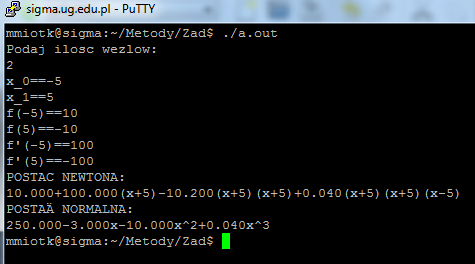 sigma.ug.edu.pl - PuTTY
mmiotk@sigma:~/Metody/Zad$ ./a.out
Podaj ilosc wezlow:
2
x_0==-5
x_1==5
f(-5)==10
f(5)==-10
f'(-5)==100
f'(5)==-100
POSTAC NEWTONA:
10.000+100.000(x+5)-10.200(x+5)(x+5)+0.040(x+5)(x+5)(x-5)
POSTAÄ NORMALNA:
250.000-3.000x-10.000x^2+0.040x^3
mmiotk@sigma:~/Metody/Zad$